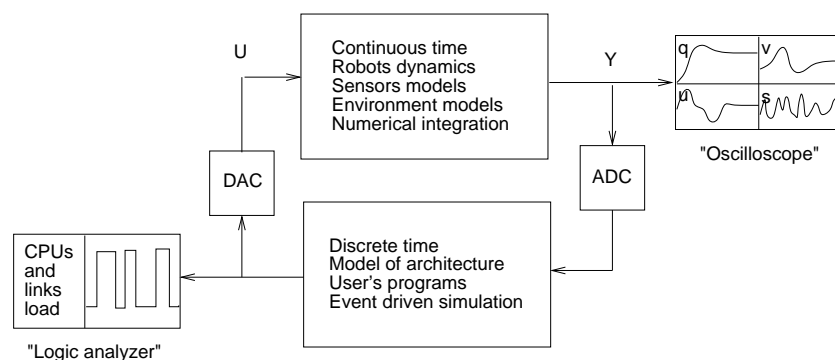 U
Continuous time
Robots dynamics
Sensors models
Environment models
Numerical integration
Y
q
v
u
s
"Oscilloscope"
DAC
ADC
CPUs
and
links
load
"Logic analyzer"
Discrete time
Model of architecture
User's programs
Event driven simulation